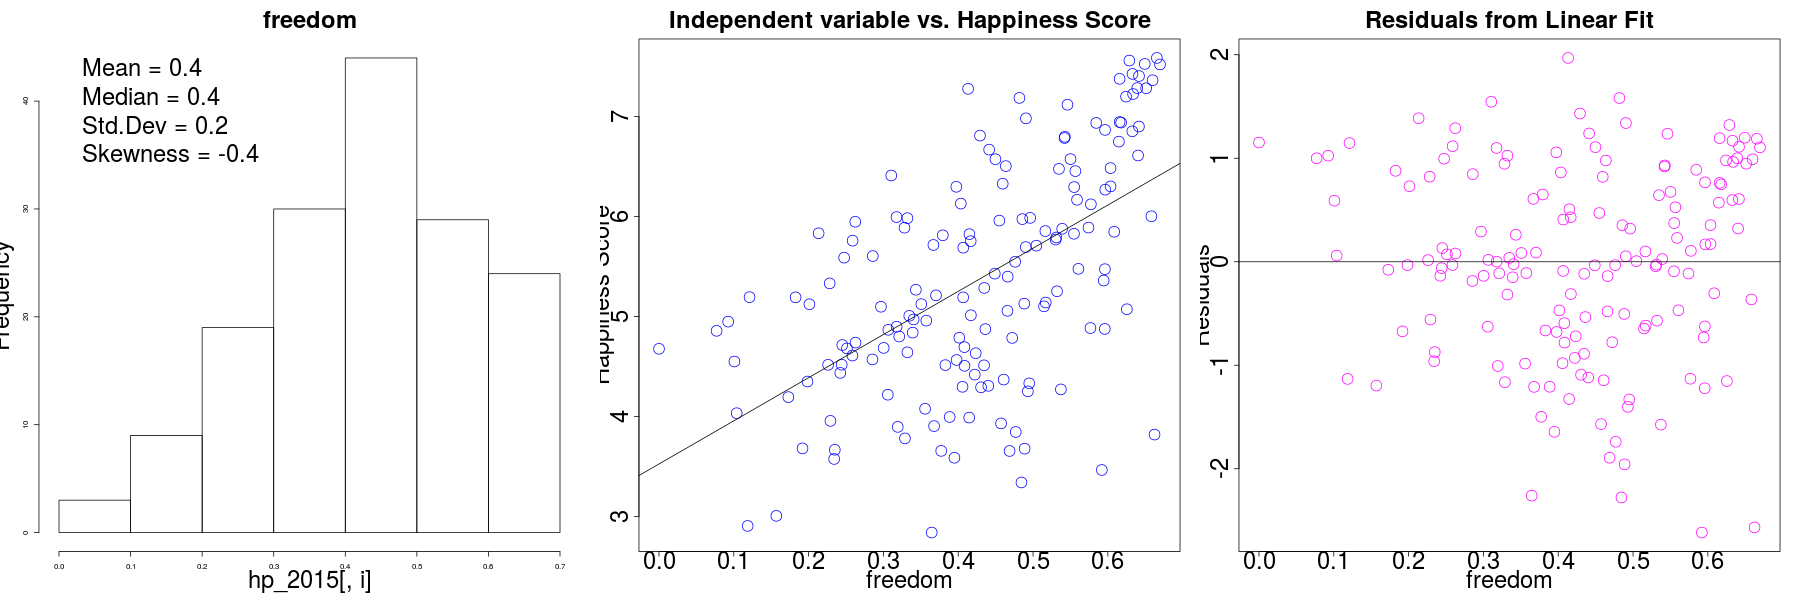 freedom
Mean = 0.4
Median = 0.4
Std.Dev = 0.2
Skewness = -0.4
Frequency
0
10
20
30
40
0.0 0.1 0.2 0.3 0.4 0.5 0.6 0.7
hp_2015[, i]
Independent variable vs. Happiness Score
Happiness Score
3
4
5
6
7
0.0 0.1 0.2 0.3 0.4 0.5 0.6
freedom
Residuals from Linear Fit
Residuals
-2
-1
0
1
2
0.0 0.1 0.2 0.3 0.4 0.5 0.6
freedom